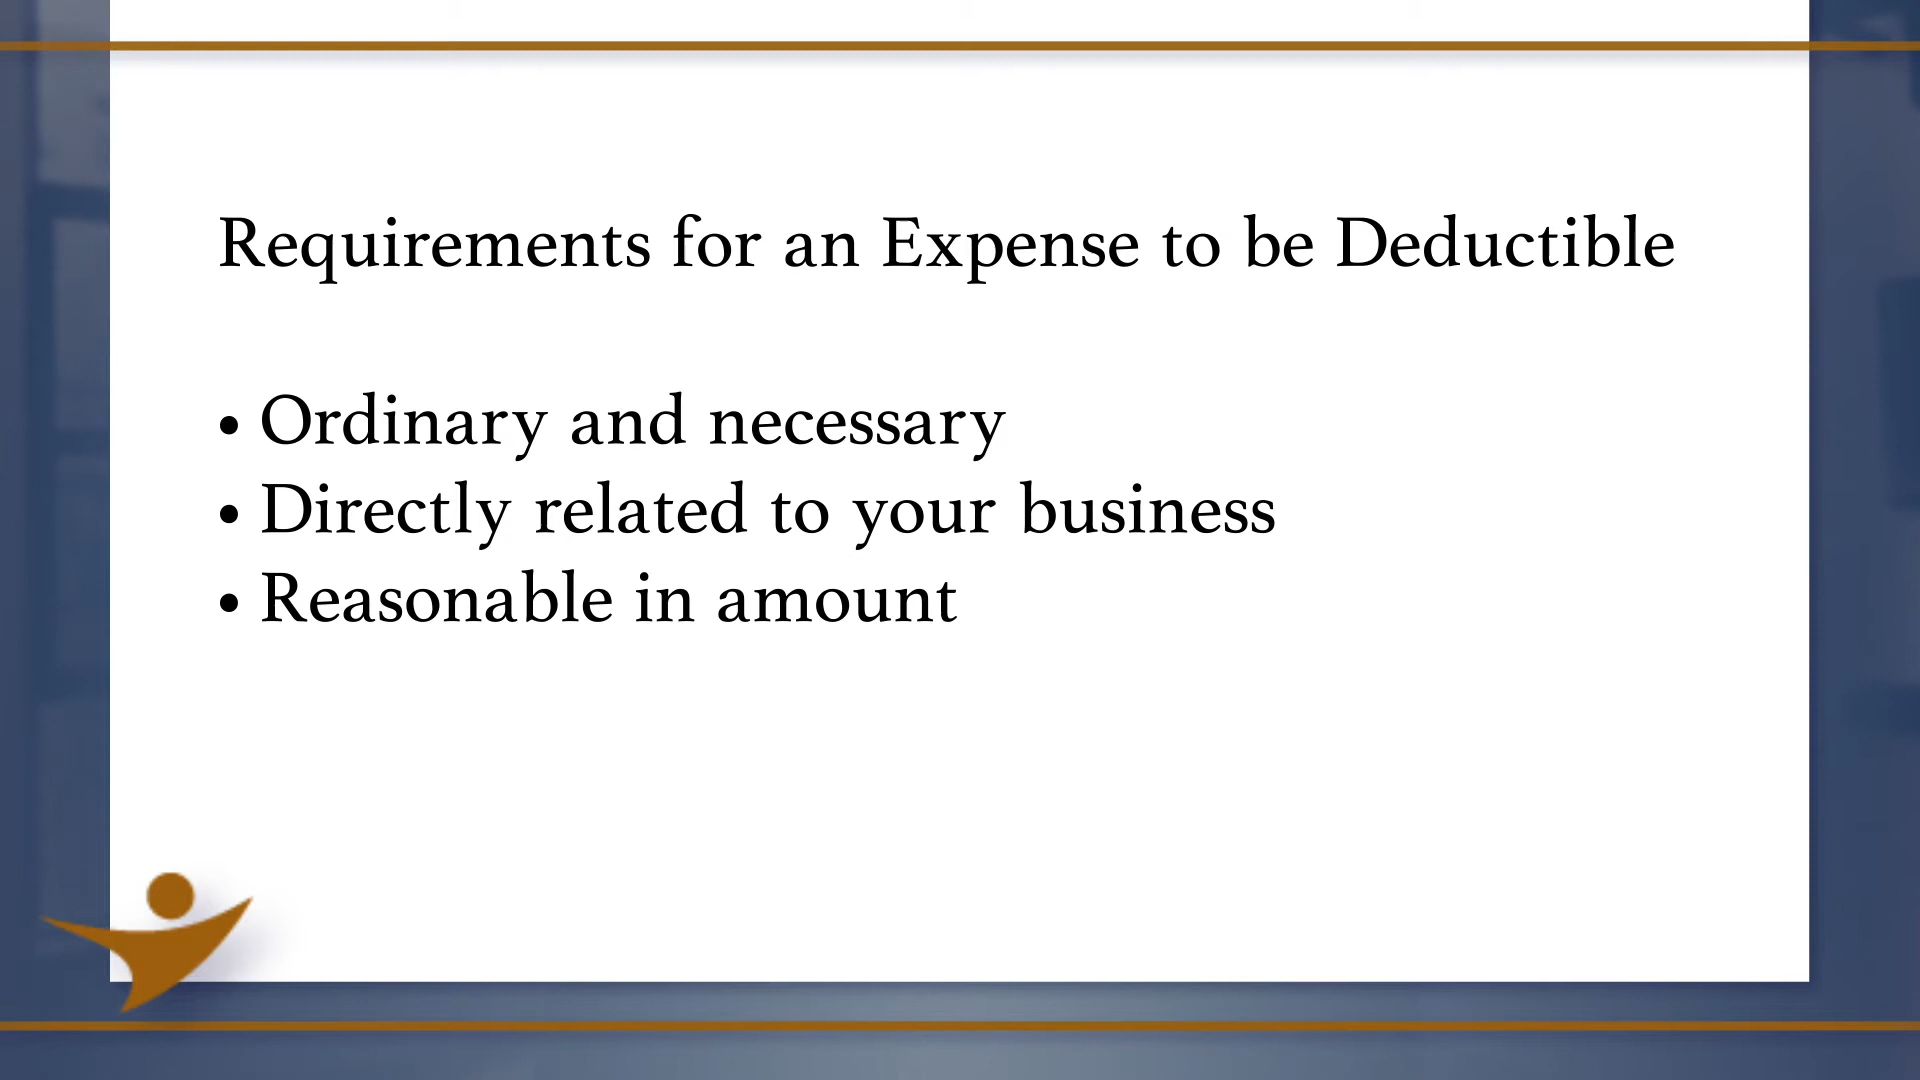 Requirements for an Expense to be Deductible
• Ordinary and necessary
• Directly related to your business
• Reasonable in amount